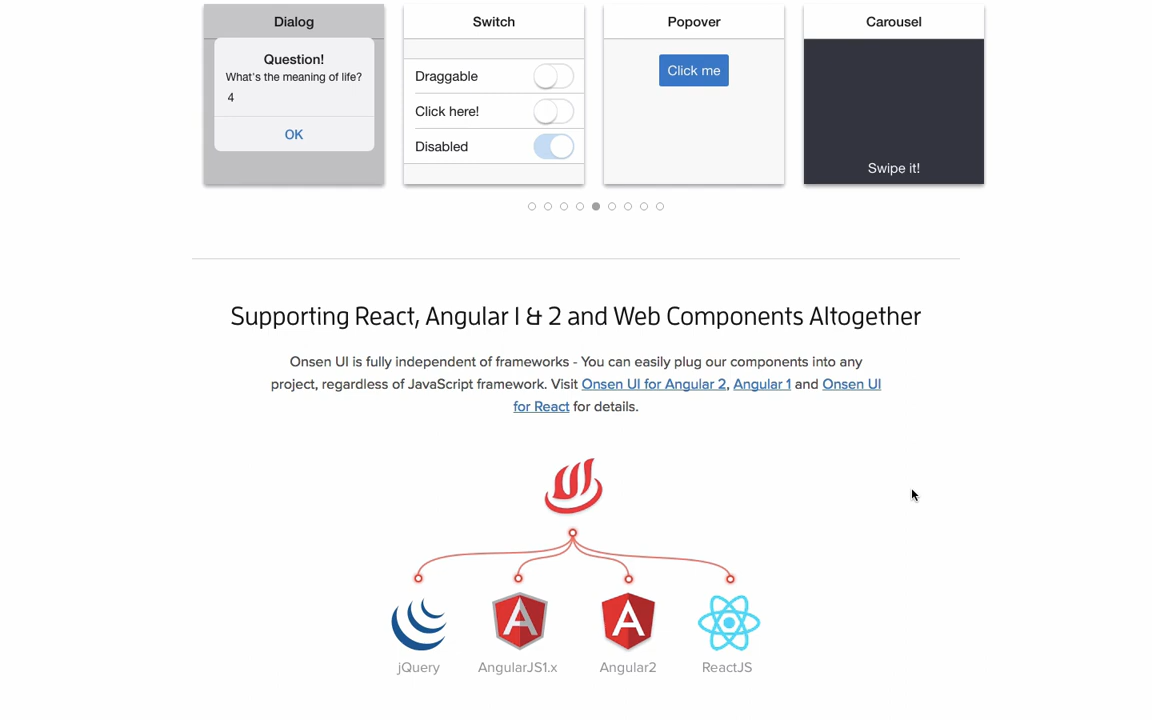 Dialog
Question!
What's the meaning of life?
4
OK
Switch
Draggable
Click here!
Disabled
Popover
Click me
Carousel
Swipe it!
Supporting React, Angular 1 & 2 and Web Components Altogether
Onsen UI is fully independent of frameworks - You can easily plug our components into any
project, regardless of JavaScript framework. Visit Onsen UI for Angular 2, Angular 1 and Onsen UI
for React for details.
jQuery
AngularJS1.x
Angular2
ReactJS